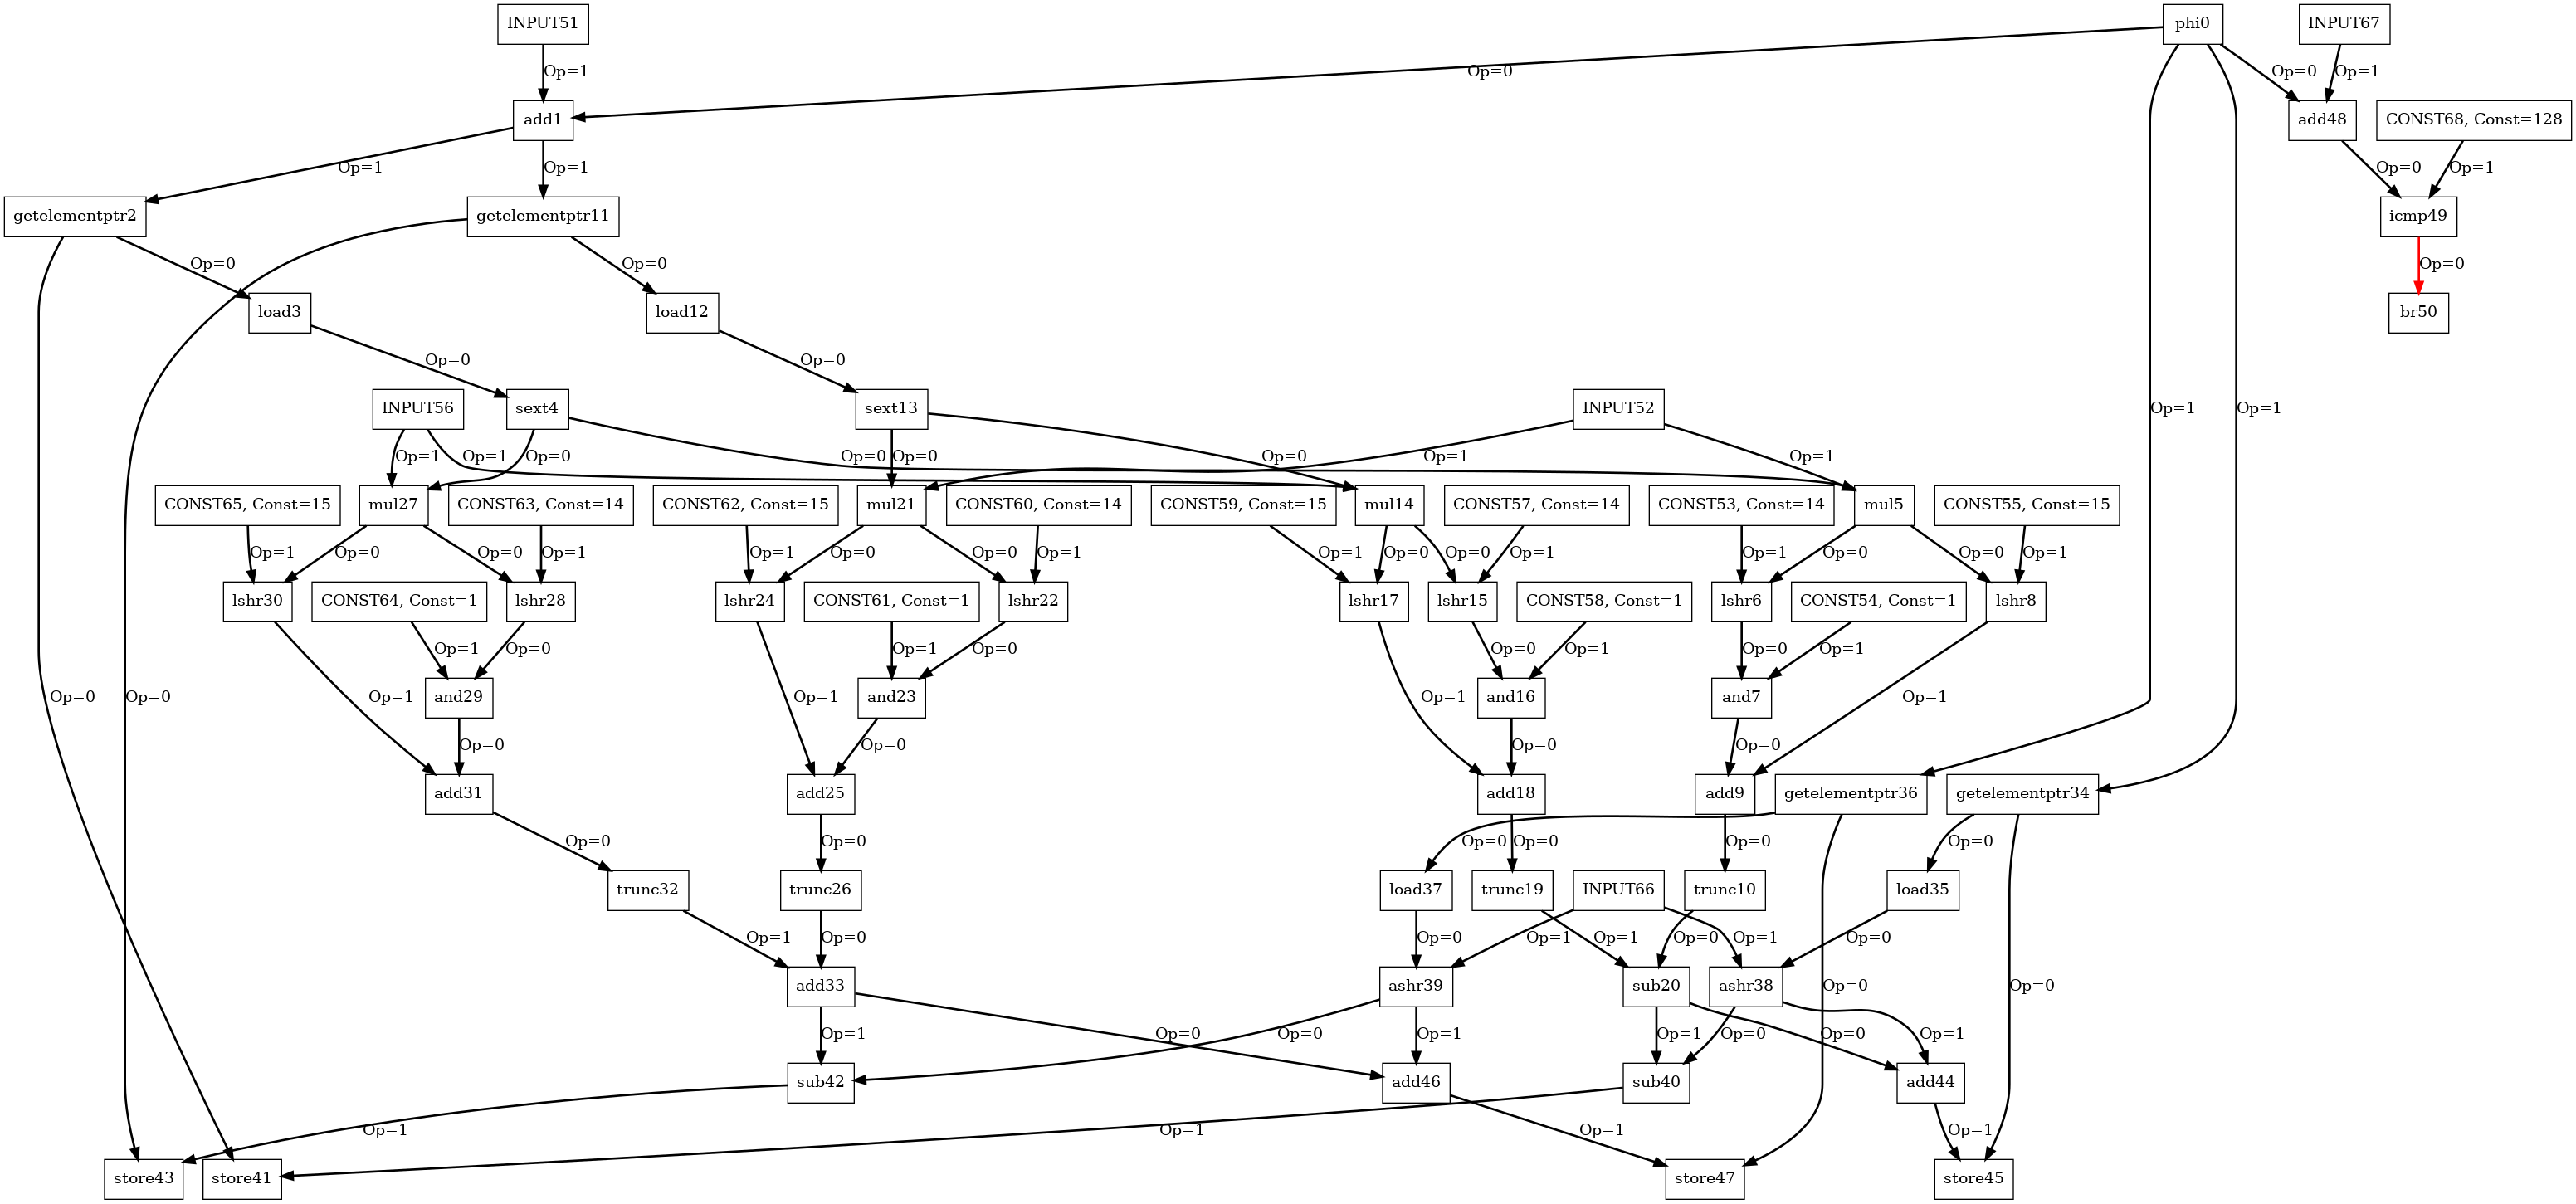 INPUT51
phi0
INPUT67
Op=1
Op=0
Op=0
Op=1
add1
add48
CONST68, Const=128
Op=1
Op=1
Op=0
Op=1
getelementptr2
getelementptr11
icmp49
Op=0
Op=0
Op=0
load3
load12
br50
Op=0
Op=0
INPUT56
sext4
sext13
INPUT52
Op=1
Op=1
Op=1
Op=1
Op=0
Op=0
Op=0
Op=0
Op=1
Op=1
CONST65, Const=15
mul27
CONST63, Const=14
CONST62, Const=15
mul21
CONST60, Const=14
CONST59, Const=15
mul14
CONST57, Const=14
CONST53, Const=14
mul5
CONST55, Const=15
Op=1
Op=0
Op=0
Op=1
Op=1
Op=0
Op=0
Op=1
Op=1
Op=0
Op=0
Op=1
Op=1
Op=0
Op=0
Op=1
lshr30
CONST64, Const=1
lshr28
lshr24
CONST61, Const=1
lshr22
lshr17
lshr15
CONST58, Const=1
lshr6
CONST54, Const=1
lshr8
Op=1
Op=0
Op=1
Op=0
Op=0
Op=1
Op=0
Op=1
Op=0
Op=0
Op=1
and29
and23
and16
and7
Op=1
Op=1
Op=1
Op=1
Op=0
Op=0
Op=0
Op=0
add31
add25
add18
add9
getelementptr36
getelementptr34
Op=0
Op=0
Op=0
Op=0
Op=0
Op=0
trunc32
trunc26
load37
trunc19
INPUT66
trunc10
load35
Op=1
Op=0
Op=0
Op=1
Op=1
Op=0
Op=1
Op=0
add33
ashr39
sub20
ashr38
Op=0
Op=0
Op=1
Op=0
Op=0
Op=1
Op=1
Op=0
Op=0
Op=1
sub42
add46
sub40
add44
Op=1
Op=1
Op=1
Op=1
store43
store41
store47
store45